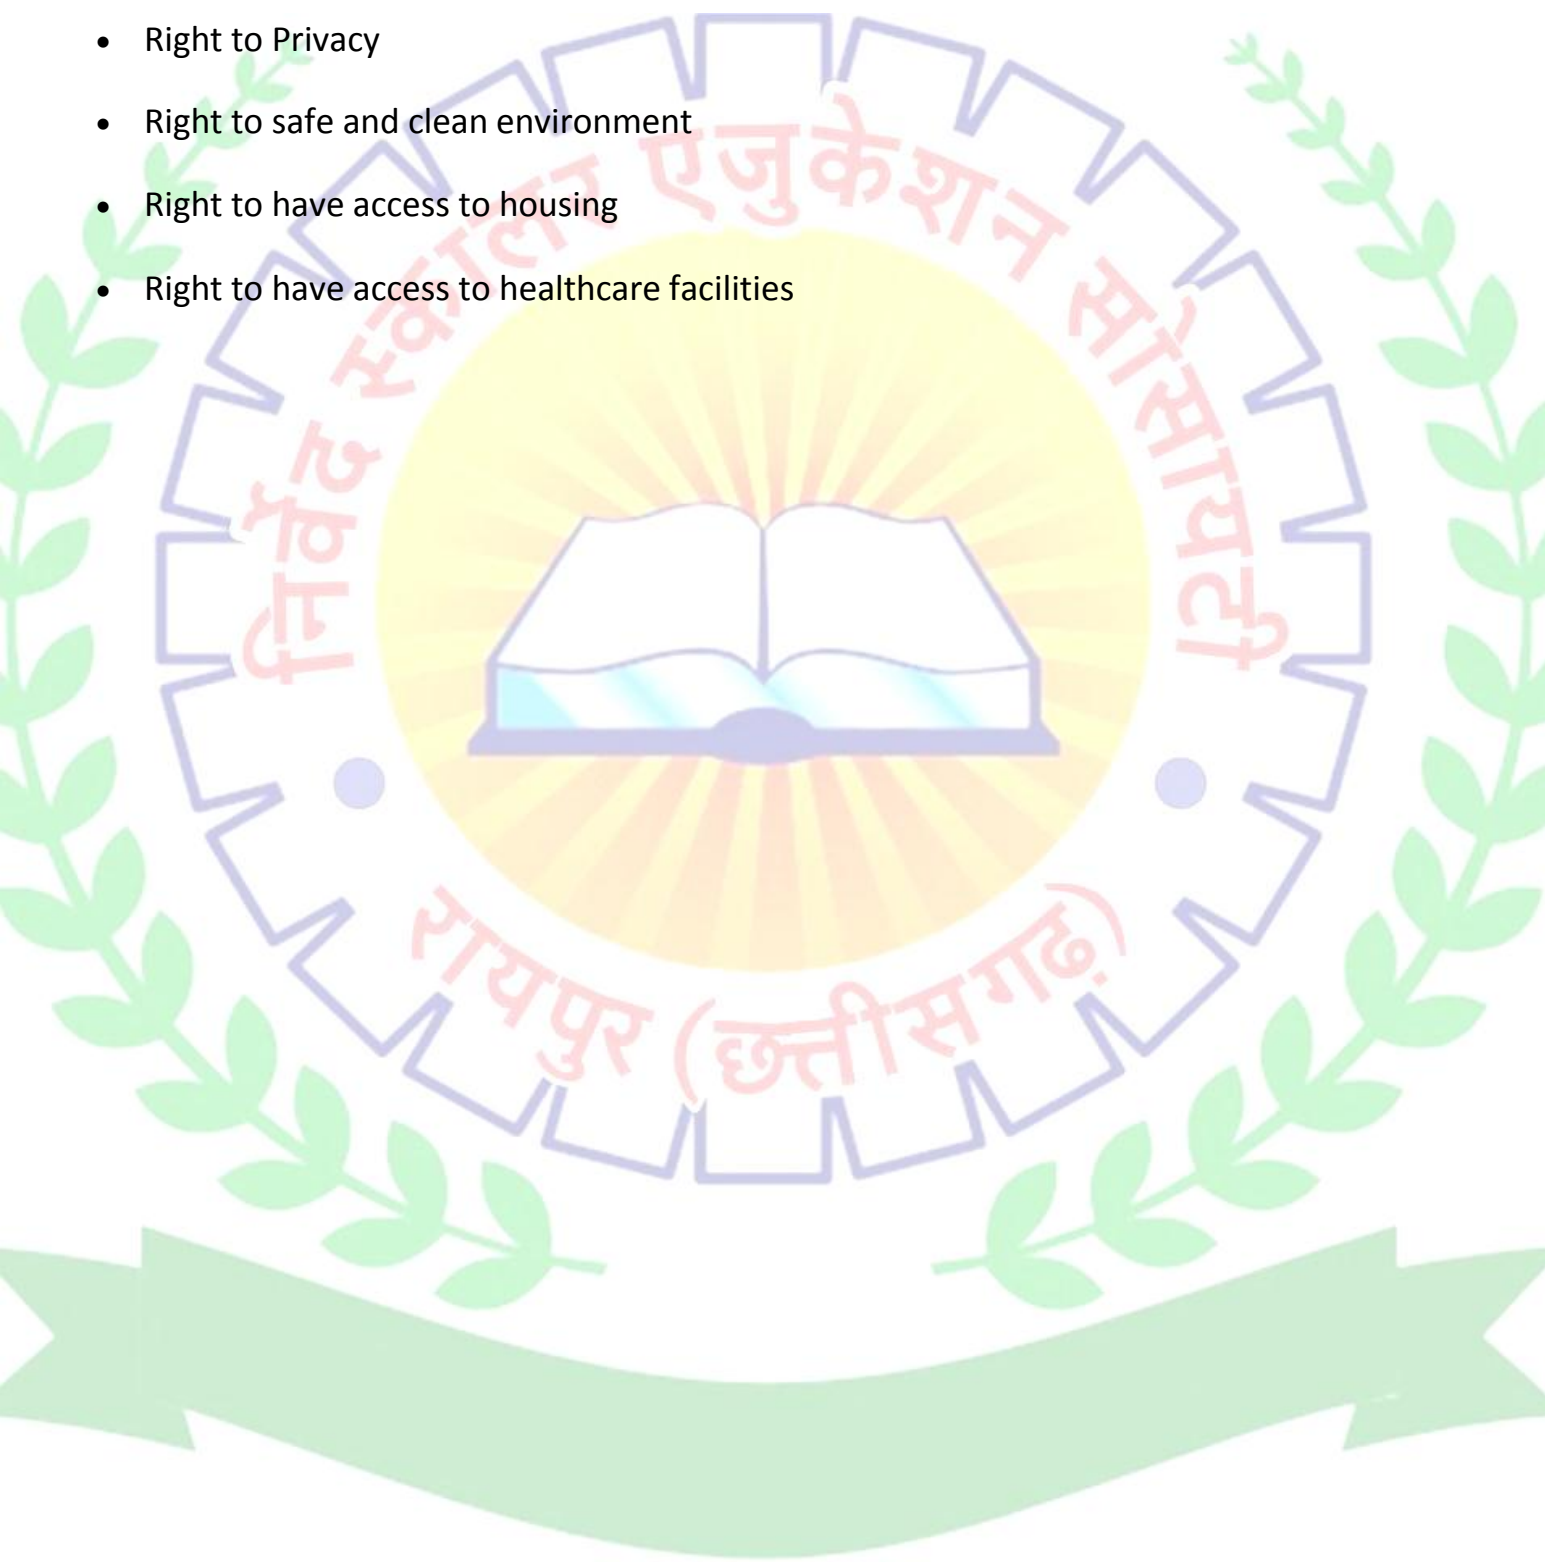 • Right to Privacy
• Right to safe and clean environment
• Right to have access to housing
• Right to have access to healthcare facilities
निर्वेद स्कालर एजुकेशन सोसायटी
रायपुर (छत्तीसगढ़)